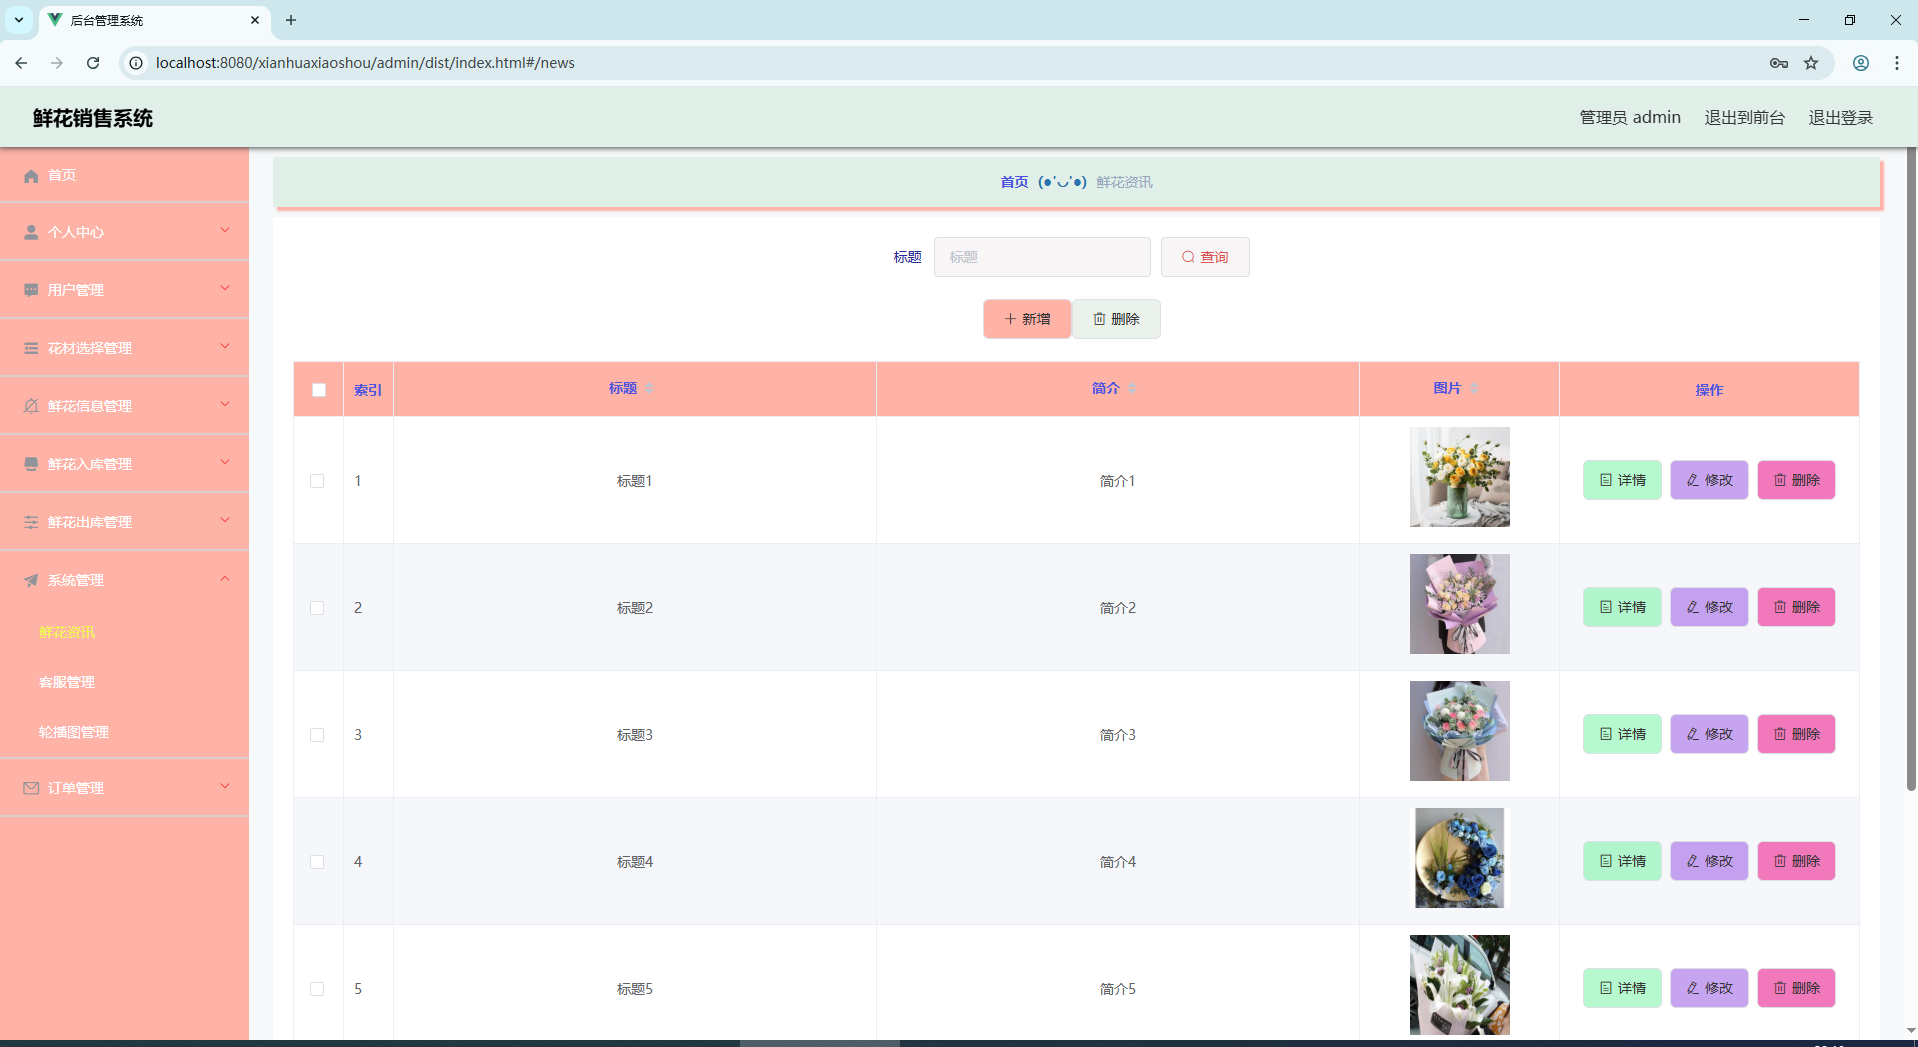 后台管理系统
localhost:8080/xianhuaxiaoshou/admin/dist/index.html#/news
鲜花销售系统
管理员 admin 退出到前台 退出登录
首页
个人中心
用户管理
花材选择管理
鲜花信息管理
鲜花入库管理
鲜花出库管理
系统管理
鲜花资讯
客服管理
轮播图管理
订单管理
首页 (●'◡'●) 鲜花资讯
标题 标题 查询
新增 删除
索引 标题 简介 图片 操作
1 标题1 简介1 详情 修改 删除
2 标题2 简介2 详情 修改 删除
3 标题3 简介3 详情 修改 删除
4 标题4 简介4 详情 修改 删除
5 标题5 简介5 详情 修改 删除